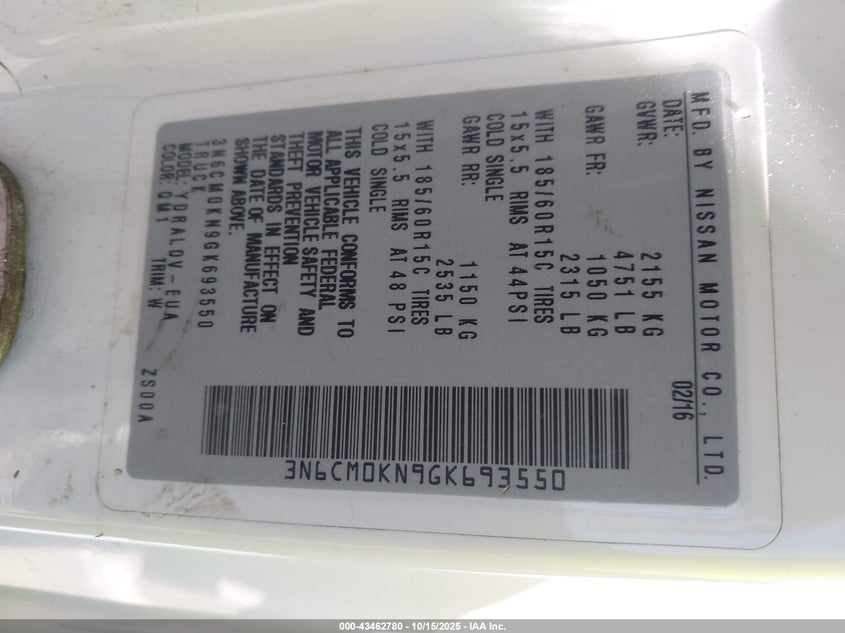 MFD. BY NISSAN MOTOR CO., LTD.
DATE: 02/16
GVWR: 2155 KG
4751 LB
GAWR FR: 1050 KG
2315 LB
WITH 185/60R15C TIRES
15x5.5 RIMS AT 44PSI
COLD SINGLE
GAWR RR: 1150 KG
2535 LB
WITH 185/60R15C TIRES
15x5.5 RIMS AT 48 PSI
COLD SINGLE
THIS VEHICLE CONFORMS TO
ALL APPLICABLE FEDERAL
MOTOR VEHICLE SAFETY AND
THEFT PREVENTION
STANDARDS IN EFFECT ON
THE DATE OF MANUFACTURE
SHOWN ABOVE.
3N6CM0KN9GK693550
TRUCK
MODEL: YDRALDV-EUA
COLOR: QM1 TRIM: W ZS00A
3N6CM0KN9GK693550
000-43462780 - 10/15/2025 - IAA Inc.